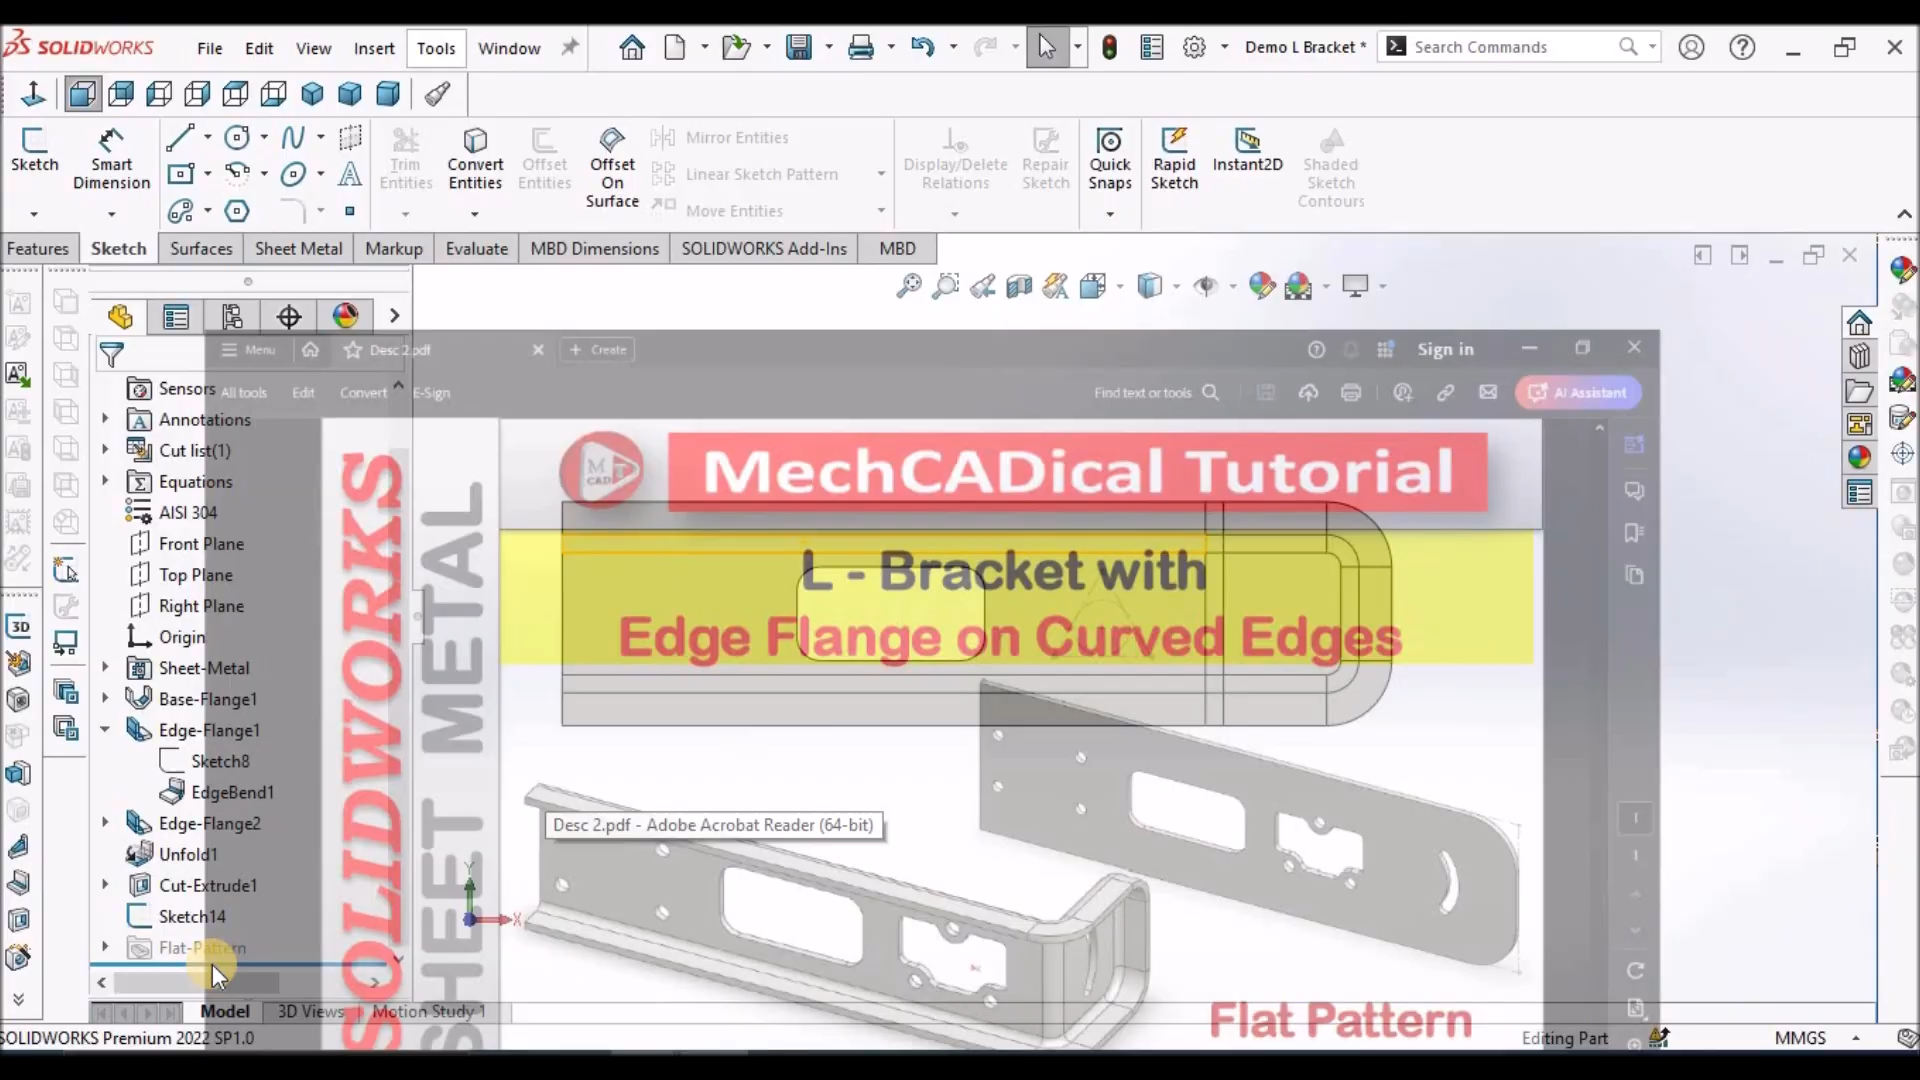 SOLIDWORKS
File
Edit
View
Insert
Tools
Window
Demo L Bracket *
Search Commands
Sketch
Smart
Dimension
Trim
Entities
Convert
Entities
Offset
Entities
Offset
On
Surface
Mirror Entities
Linear Sketch Pattern
Move Entities
Display/Delete
Relations
Repair
Sketch
Quick
Snaps
Rapid
Sketch
Instant2D
Shaded
Sketch
Contours
Features
Sketch
Surfaces
Sheet Metal
Markup
Evaluate
MBD Dimensions
SOLIDWORKS Add-Ins
MBD
Menu
Desc 2.pdf
Create
Sign in
All tools
Edit
Convert
E-Sign
Find text or tools
AI Assistant
Sensors
Annotations
Cut list(1)
Equations
AISI 304
Front Plane
Top Plane
Right Plane
Origin
Sheet-Metal
Base-Flange1
Edge-Flange1
Sketch8
EdgeBend1
Edge-Flange2
Unfold1
Cut-Extrude1
Sketch14
Flat-Pattern
3D
SOLIDWORKS
SHEET METAL
MT
CAD
MechCADical Tutorial
L - Bracket with
Edge Flange on Curved Edges
Desc 2.pdf - Adobe Acrobat Reader (64-bit)
Y
X
Flat Pattern
Model
3D Views
Motion Study 1
SOLIDWORKS Premium 2022 SP1.0
Editing Part
MMGS